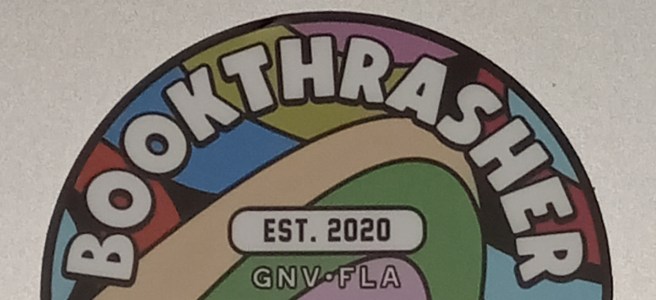 BOOKTHRASHER
EST. 2020
GNV•FLA